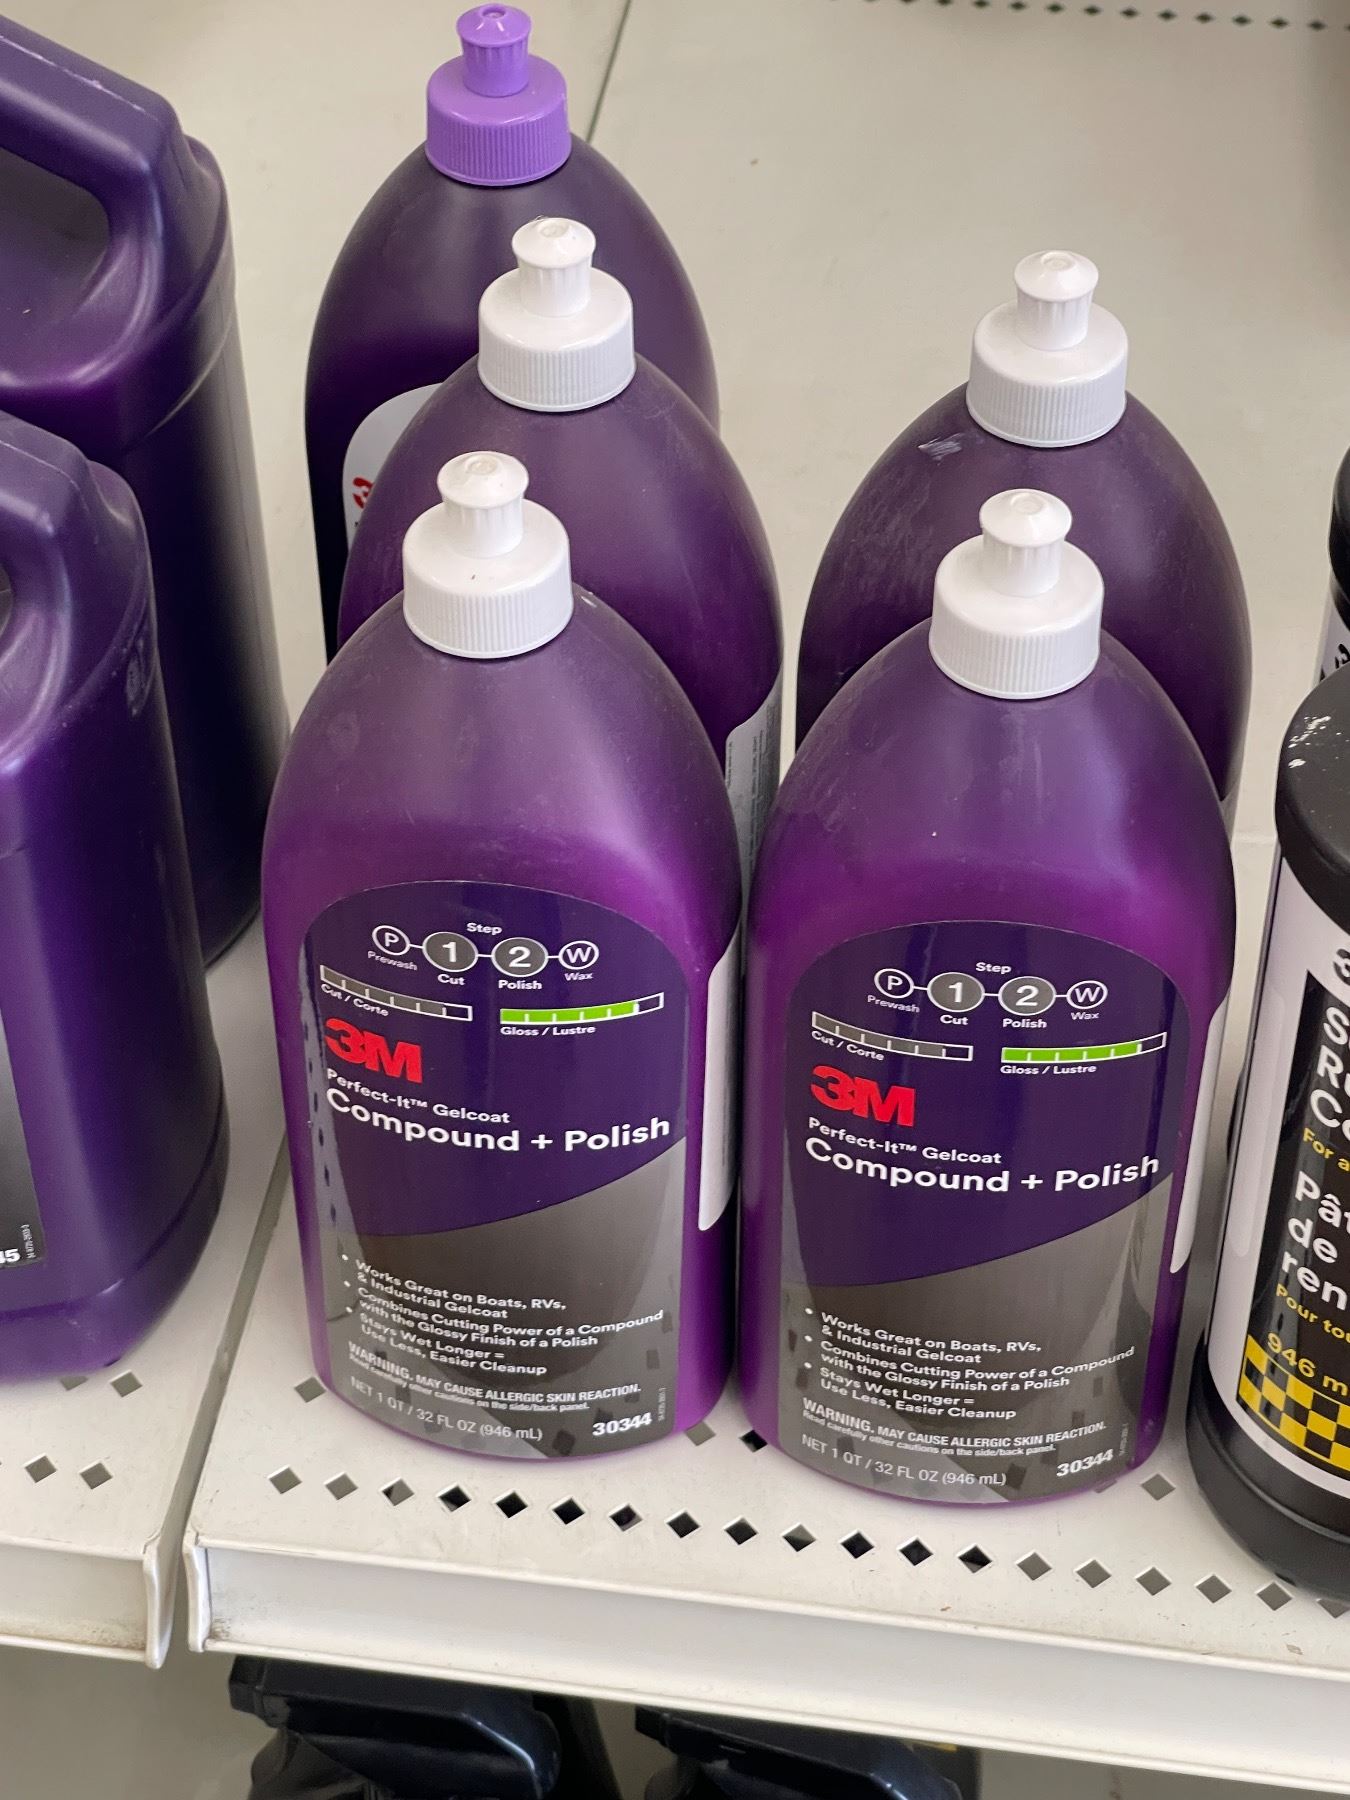 Step
P 1 2 W
Prewash Cut Polish Wax
Cut / Corte
Gloss / Lustre
3M
Perfect-It™ Gelcoat
Compound + Polish
• Works Great on Boats, RVs,
& Industrial Gelcoat
• Combines Cutting Power of a Compound
with the Glossy Finish of a Polish
• Stays Wet Longer =
Use Less, Easier Cleanup
WARNING. MAY CAUSE ALLERGIC SKIN REACTION.
Read carefully other cautions on the side/back panel.
NET 1 QT / 32 FL OZ (946 mL)
30344
Step
P 1 2 W
Prewash Cut Polish Wax
Cut / Corte
Gloss / Lustre
3M
Perfect-It™ Gelcoat
Compound + Polish
• Works Great on Boats, RVs,
& Industrial Gelcoat
• Combines Cutting Power of a Compound
with the Glossy Finish of a Polish
• Stays Wet Longer =
Use Less, Easier Cleanup
WARNING. MAY CAUSE ALLERGIC SKIN REACTION.
Read carefully other cautions on the side/back panel.
NET 1 QT / 32 FL OZ (946 mL)
30344
de
946 m